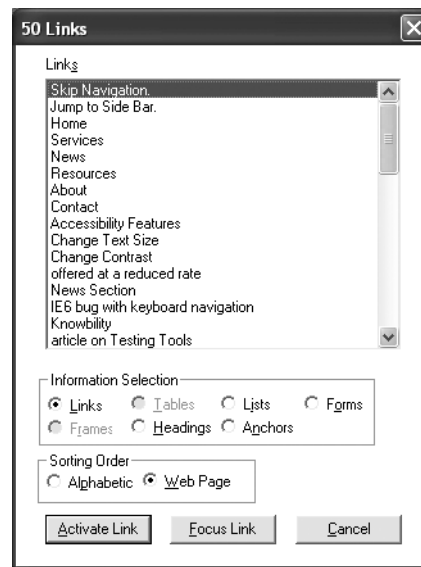 50 Links
Links
Skip Navigation.
Jump to Side Bar.
Home
Services
News
Resources
About
Contact
Accessibility Features
Change Text Size
Change Contrast
offered at a reduced rate
News Section
IE6 bug with keyboard navigation
Knowbility
article on Testing Tools
Information Selection
Links Tables Lists Forms
Frames Headings Anchors
Sorting Order
Alphabetic Web Page
Activate Link Focus Link Cancel